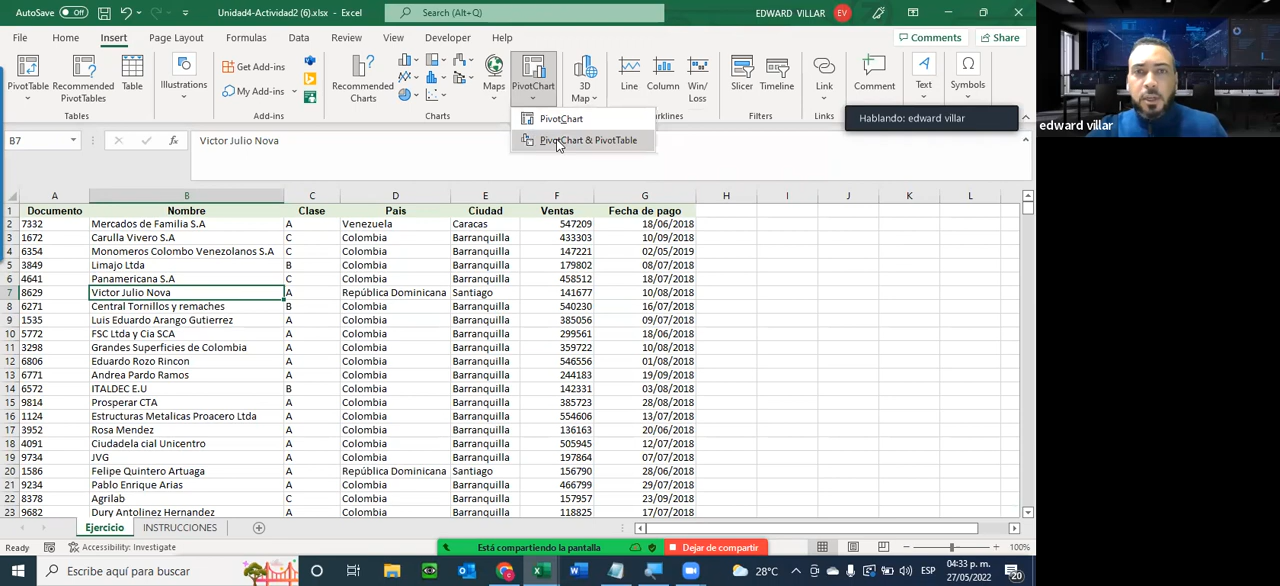 AutoSave Off Unidad4-Actividad2 (6).xlsx - Excel Search (Alt+Q) EDWARD VILLAR EV
File Home Insert Page Layout Formulas Data Review View Developer Help Comments Share
PivotTable Recommended PivotTables Table Illustrations Get Add-ins My Add-ins Recommended Charts Maps PivotChart 3D Map Line Column Win/Loss Slicer Timeline Link Comment Text Symbols
Tables Add-ins Charts Filters
PivotChart
PivotChart & PivotTable
Hablando: edward villar
edward villar
B7 Victor Julio Nova
A B C D E F G H I J K L
1 Documento Nombre Clase Pais Ciudad Ventas Fecha de pago
2 7332 Mercados de Familia S.A A Venezuela Caracas 547209 18/06/2018
3 1672 Carulla Vivero S.A C Colombia Barranquilla 433303 10/09/2018
4 6354 Monomeros Colombo Venezolanos S.A C Colombia Barranquilla 147221 02/05/2019
5 3849 Limajo Ltda B Colombia Barranquilla 179802 08/07/2018
6 4641 Panamericana S.A C Colombia Barranquilla 458512 18/07/2018
7 8629 Victor Julio Nova A República Dominicana Santiago 141677 10/08/2018
8 6271 Central Tornillos y remaches B Colombia Barranquilla 540230 16/07/2018
9 1535 Luis Eduardo Arango Gutierrez A Colombia Barranquilla 385056 09/07/2018
10 5772 FSC Ltda y Cia SCA A Colombia Barranquilla 299555 18/06/2018
11 3298 Grandes Superficies de Colombia A Colombia Barranquilla 359722 10/08/2018
12 6806 Eduardo Rozo Rincon A Colombia Barranquilla 546556 01/08/2018
13 6771 Andrea Pardo Ramos A Colombia Barranquilla 244183 19/09/2018
14 6572 ITALDEC E.U B Colombia Barranquilla 142331 03/08/2018
15 9814 Prosperar CTA A Colombia Barranquilla 385723 28/08/2018
16 1124 Estructuras Metalicas Proacero Ltda A Colombia Barranquilla 554606 13/07/2018
17 3952 Rosa Mendez A Colombia Barranquilla 136163 20/06/2018
18 4091 Ciudadela cial Unicentro A Colombia Barranquilla 505945 12/07/2018
19 9734 JVG A Colombia Barranquilla 197864 07/07/2018
20 1586 Felipe Quintero Artuaga A República Dominicana Santiago 156790 28/06/2018
21 9234 Pablo Enrique Arias A Colombia Barranquilla 466799 29/07/2018
22 8378 Agrilab C Colombia Barranquilla 157957 23/09/2018
23 9682 Dury Antolinez Hernandez A Colombia Barranquilla 118825 17/07/2018
Ejercicio INSTRUCCIONES
Ready Accessibility: Investigate Está compartiendo la pantalla Dejar de compartir 100%
Escribe aquí para buscar 28°C ESP 04:33 p. m.
27/05/2022 20